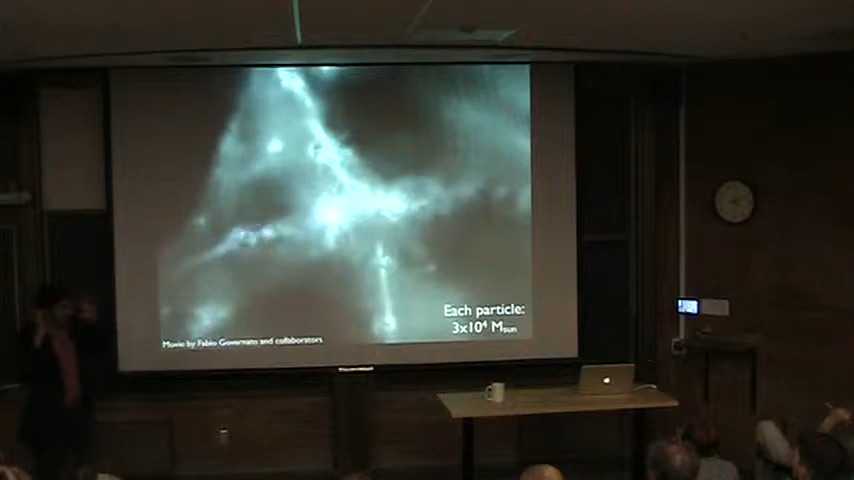 Each particle:
3x10⁴ Msun
Movie by Fabio Governato and collaborators